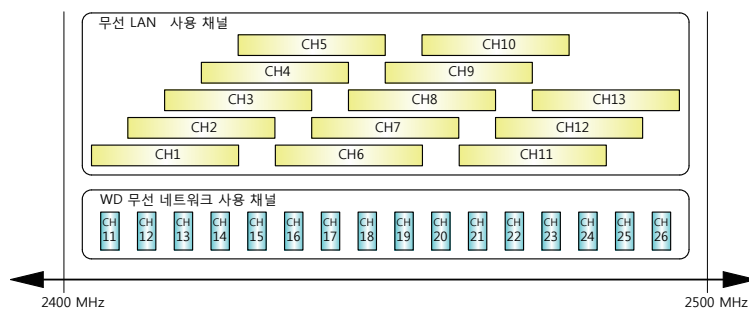 무선 LAN 사용 채널
CH5 CH10
CH4 CH9
CH3 CH8 CH13
CH2 CH7 CH12
CH1 CH6 CH11
WD 무선 네트워크 사용 채널
CH CH CH CH CH CH CH CH CH CH CH CH CH CH CH CH
11 12 13 14 15 16 17 18 19 20 21 22 23 24 25 26
2400 MHz 2500 MHz